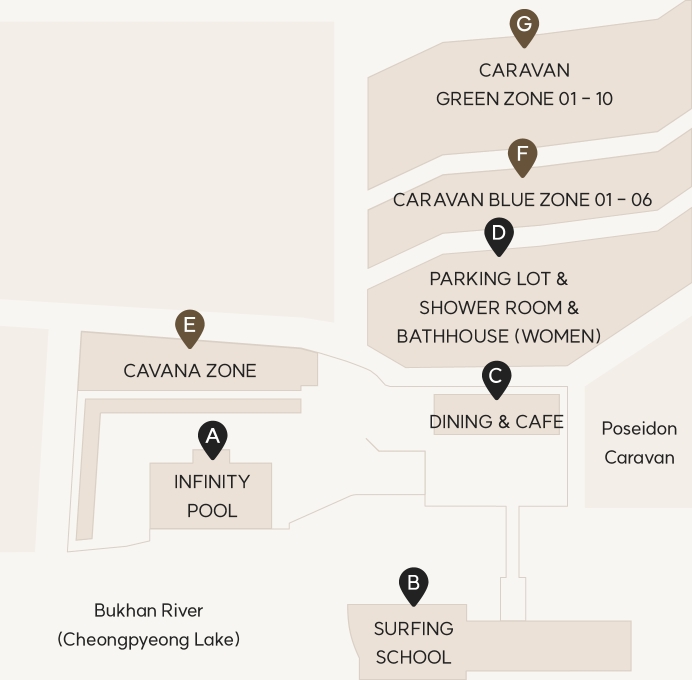 G
CARAVAN
GREEN ZONE 01 - 10
F
CARAVAN BLUE ZONE 01 - 06
D
PARKING LOT &
SHOWER ROOM &
BATHHOUSE (WOMEN)
E
CAVANA ZONE
C
DINING & CAFE
Poseidon
Caravan
A
INFINITY
POOL
B
SURFING
SCHOOL
Bukhan River
(Cheongpyeong Lake)